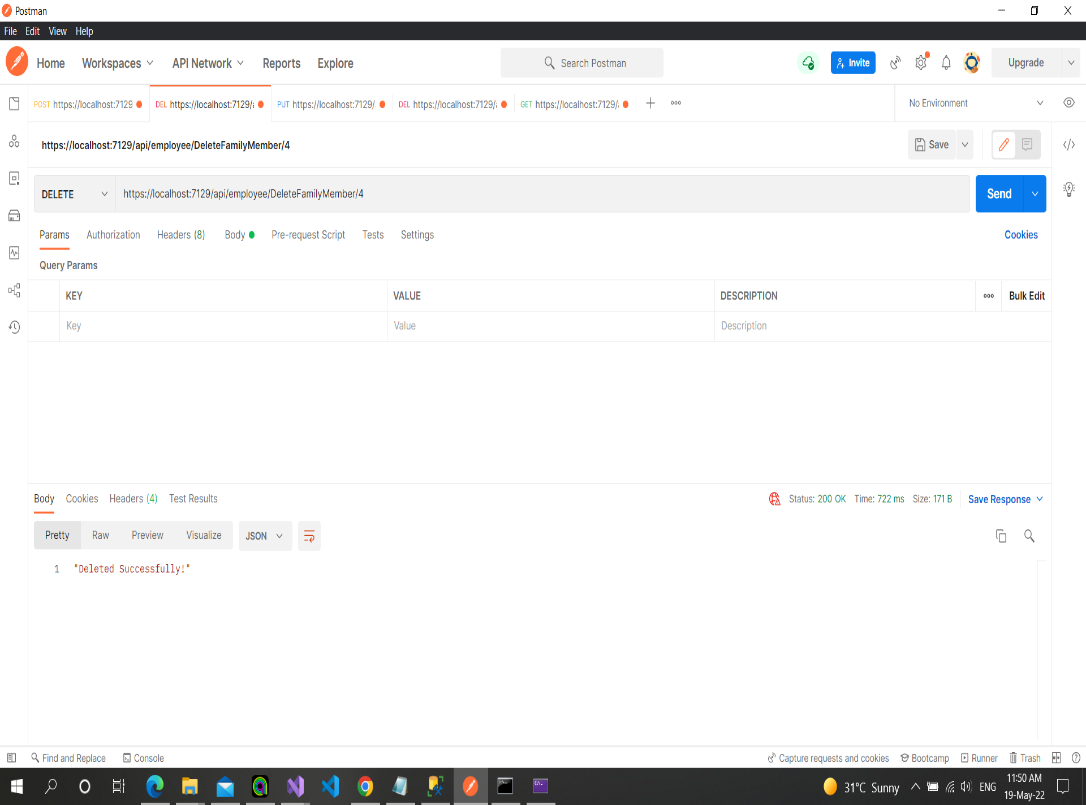 Postman
File Edit View Help
Home Workspaces API Network Reports Explore Search Postman Invite Upgrade
POST https://localhost:7129 DEL https://localhost:7129/a PUT https://localhost:7129/. DEL https://localhost:7129/a GET https://localhost:7129/. No Environment
https://localhost:7129/api/employee/DeleteFamilyMember/4 Save
DELETE https://localhost:7129/api/employee/DeleteFamilyMember/4 Send
Params Authorization Headers (8) Body Pre-request Script Tests Settings Cookies
Query Params
KEY VALUE DESCRIPTION Bulk Edit
Key Value Description
Body Cookies Headers (4) Test Results Status: 200 OK Time: 722 ms Size: 171 B Save Response
Pretty Raw Preview Visualize JSON
1 "Deleted Successfully!"
Find and Replace Console Capture requests and cookies Bootcamp Runner Trash
31°C Sunny ENG 11:50 AM
19-May-22